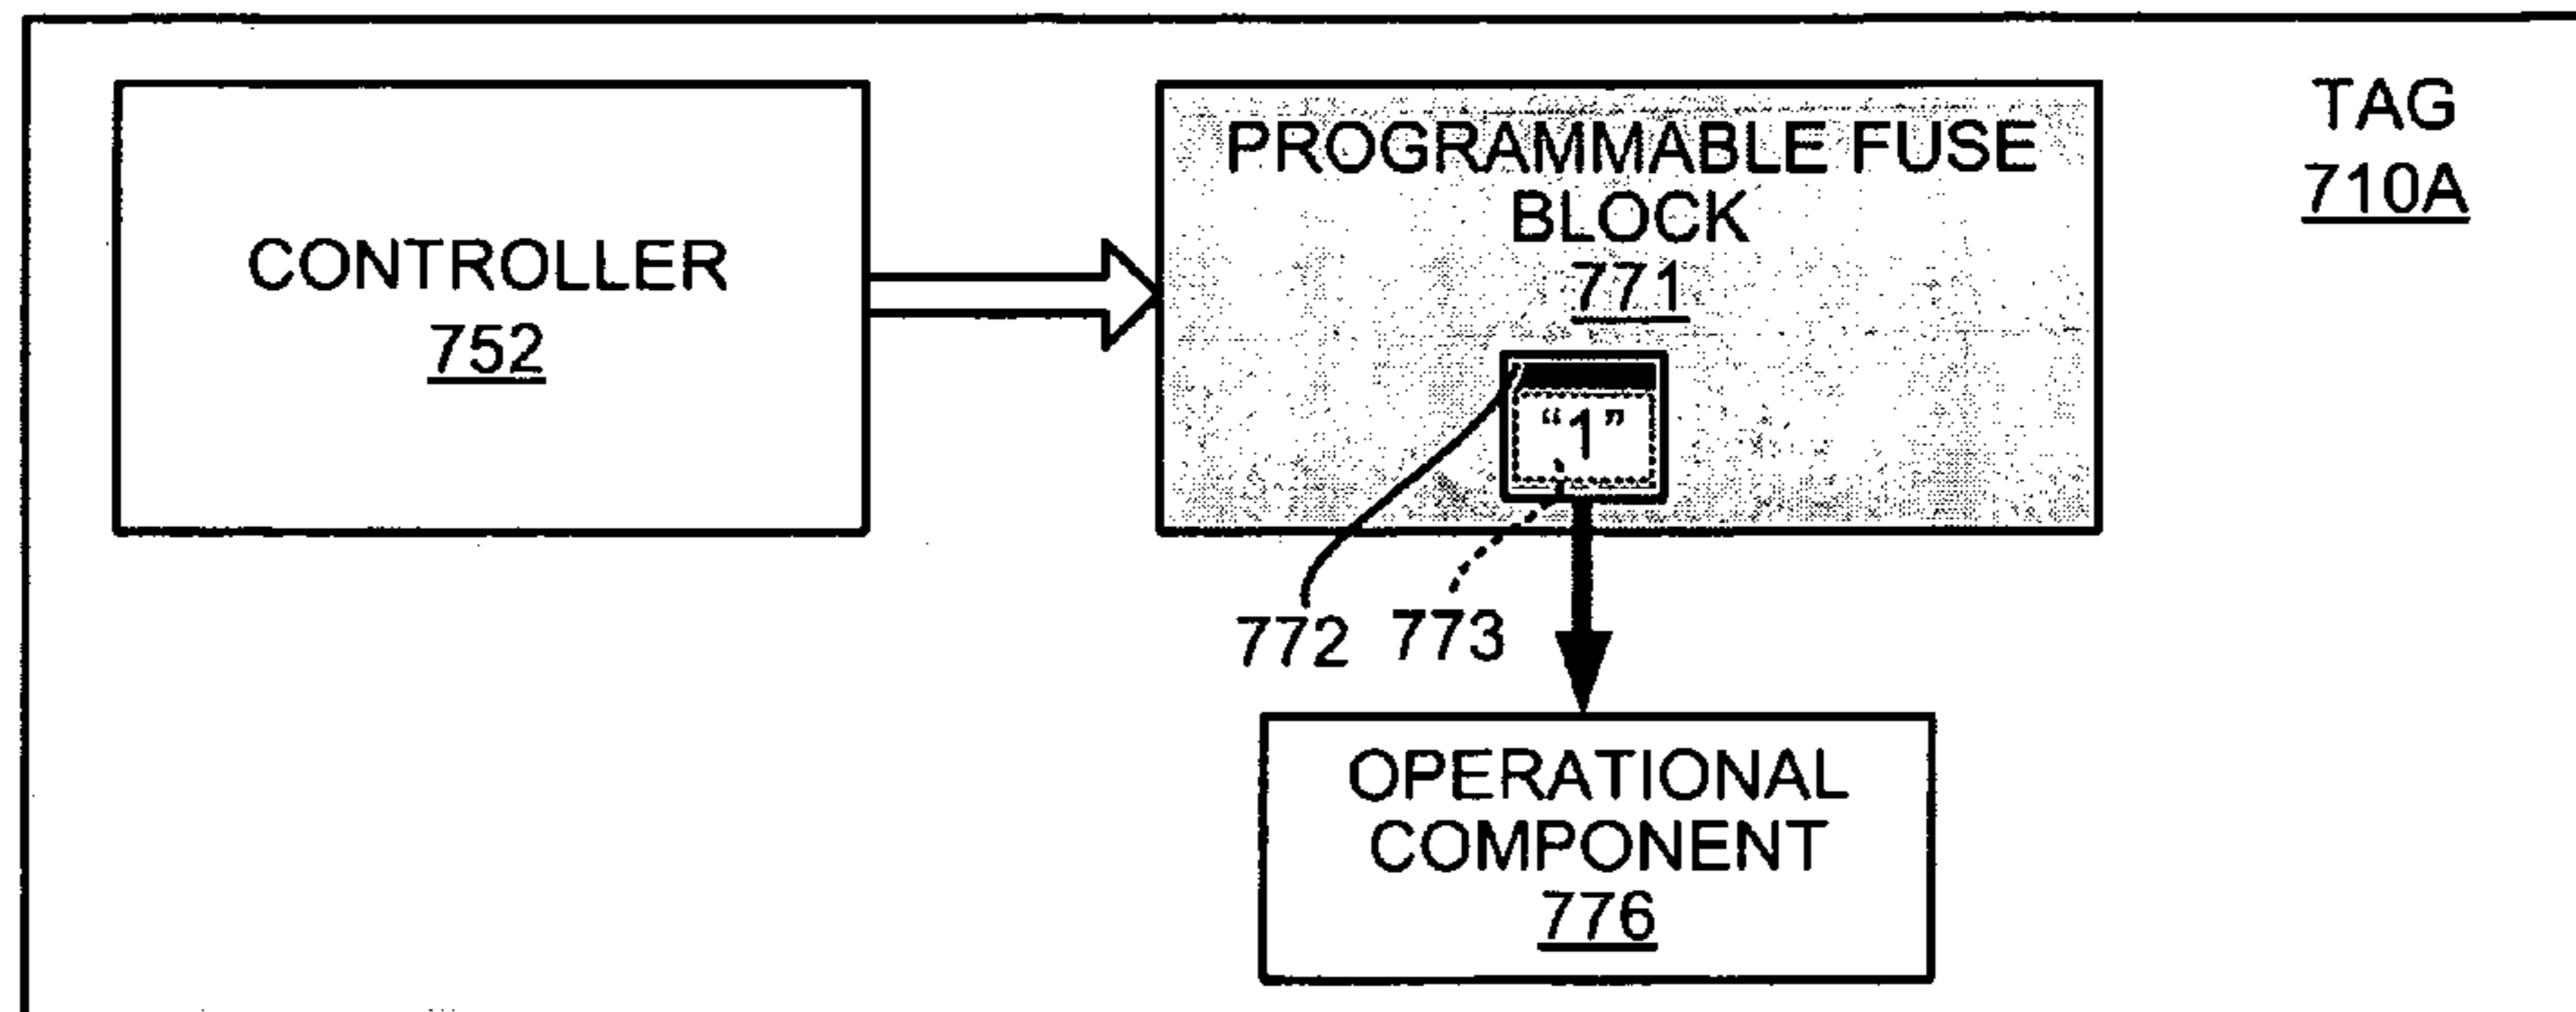 CONTROLLER
752
PROGRAMMABLE FUSE
BLOCK
771
“1”
TAG
710A
772
773
OPERATIONAL
COMPONENT
776